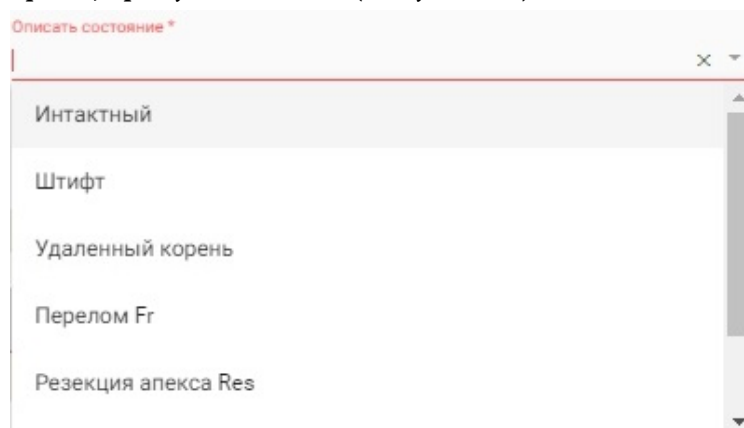 Описать состояние *
Интактный
Штифт
Удаленный корень
Перелом Fr
Резекция апекса Res